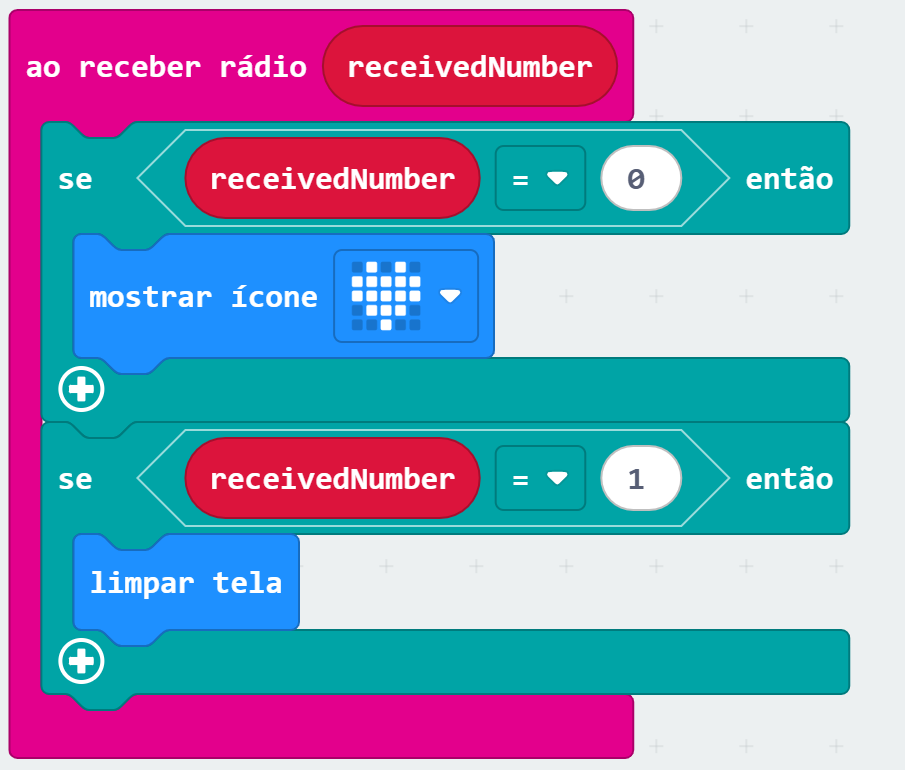 ao receber rádio receivedNumber
se receivedNumber = 0 então
mostrar ícone
se receivedNumber = 1 então
limpar tela